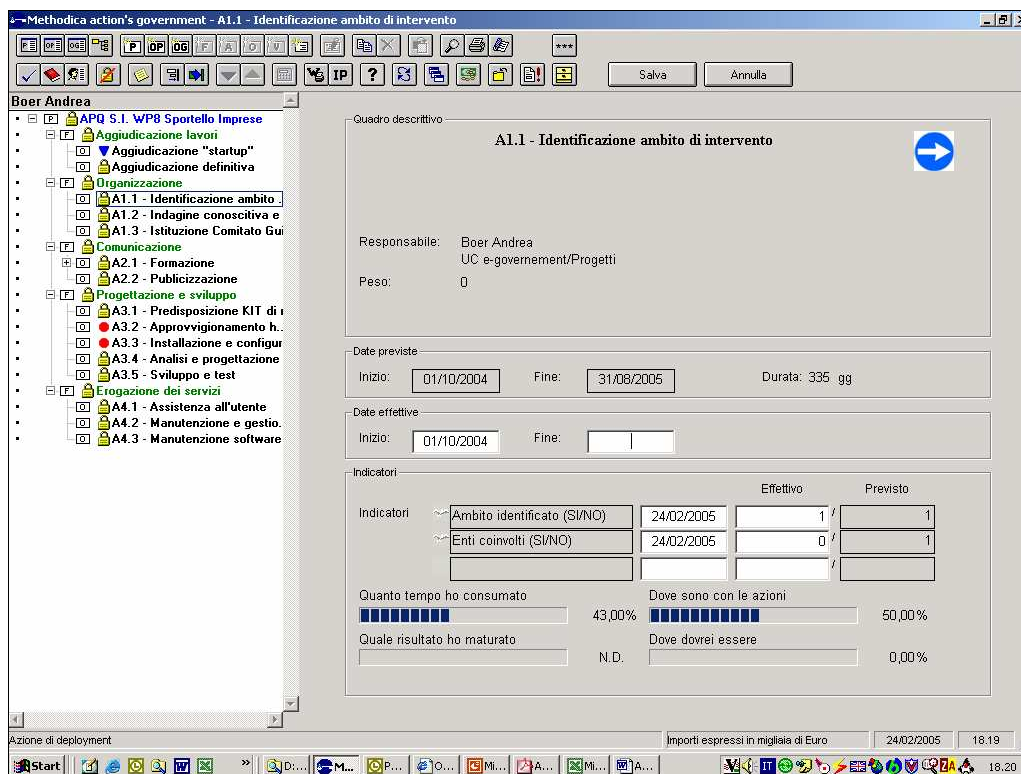 Methodica action's government - A1.1 - Identificazione ambito di intervento
P OP OG F A O V
IP ? Salva Annulla
Boer Andrea
P APQ S.I. WP8 Sportello Imprese
F Aggiudicazione lavori
O Aggiudicazione "startup"
O Aggiudicazione definitiva
F Organizzazione
O A1.1 - Identificazione ambito .
O A1.2 - Indagine conoscitiva e
O A1.3 - Istituzione Comitato Gui
F Comunicazione
O A2.1 - Formazione
O A2.2 - Pubblicizzazione
F Progettazione e sviluppo
O A3.1 - Predisposizione KIT di
O A3.2 - Approvvigionamento h..
O A3.3 - Installazione e configur
O A3.4 - Analisi e progettazione
O A3.5 - Sviluppo e test
F Erogazione dei servizi
O A4.1 - Assistenza all'utente
O A4.2 - Manutenzione e gestio.
O A4.3 - Manutenzione software
Quadro descrittivo
A1.1 - Identificazione ambito di intervento
Responsabile: Boer Andrea
UC e-governement/Progetti
Peso: 0
Date previste
Inizio: 01/10/2004 Fine: 31/08/2005 Durata: 335 gg
Date effettive
Inizio: 01/10/2004 Fine:
Indicatori
Effettivo Previsto
Indicatori Ambito identificato (SI/NO) 24/02/2005 1 / 1
Enti coinvolti (SI/NO) 24/02/2005 0 / 1
/
Quanto tempo ho consumato Dove sono con le azioni
43,00% 50,00%
Quale risultato ho maturato Dove dovrei essere
N.D. 0,00%
Azione di deployment Importi espressi in migliaia di Euro 24/02/2005 18.19
Start » D:... M... P... O... Mi... A... Mi... A... IT ZA 18.20